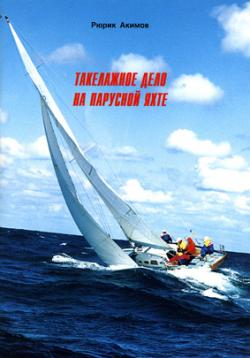 Рюрик Акимов
ТАКЕЛАЖНОЕ ДЕЛО
НА ПАРУСНОЙ ЯХТЕ